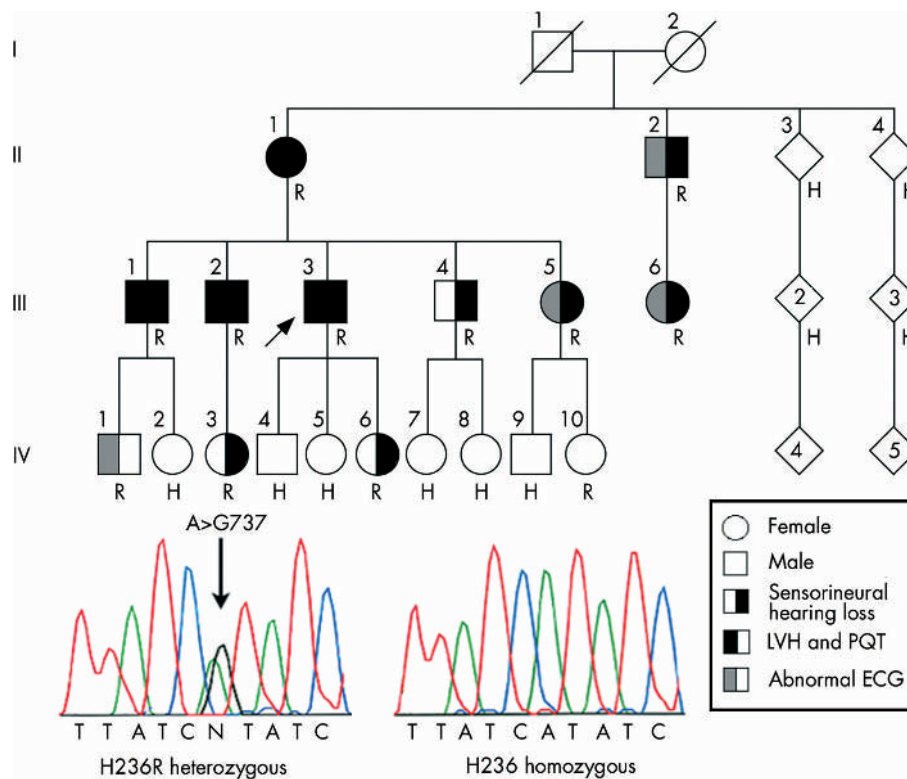 1 2
I
1 2 3 4
II
R R H H
1 2 3 4 5 6 2 3
III
R R R R R R H H
1 2 3 4 5 6 7 8 9 10 4 5
IV
R H R H H R H H H R
A>G737
Female
Male
Sensorineural
hearing loss
LVH and PQT
Abnormal ECG
T T A T C N T A T C
H236R heterozygous
T T A T C A T A T C
H236 homozygous